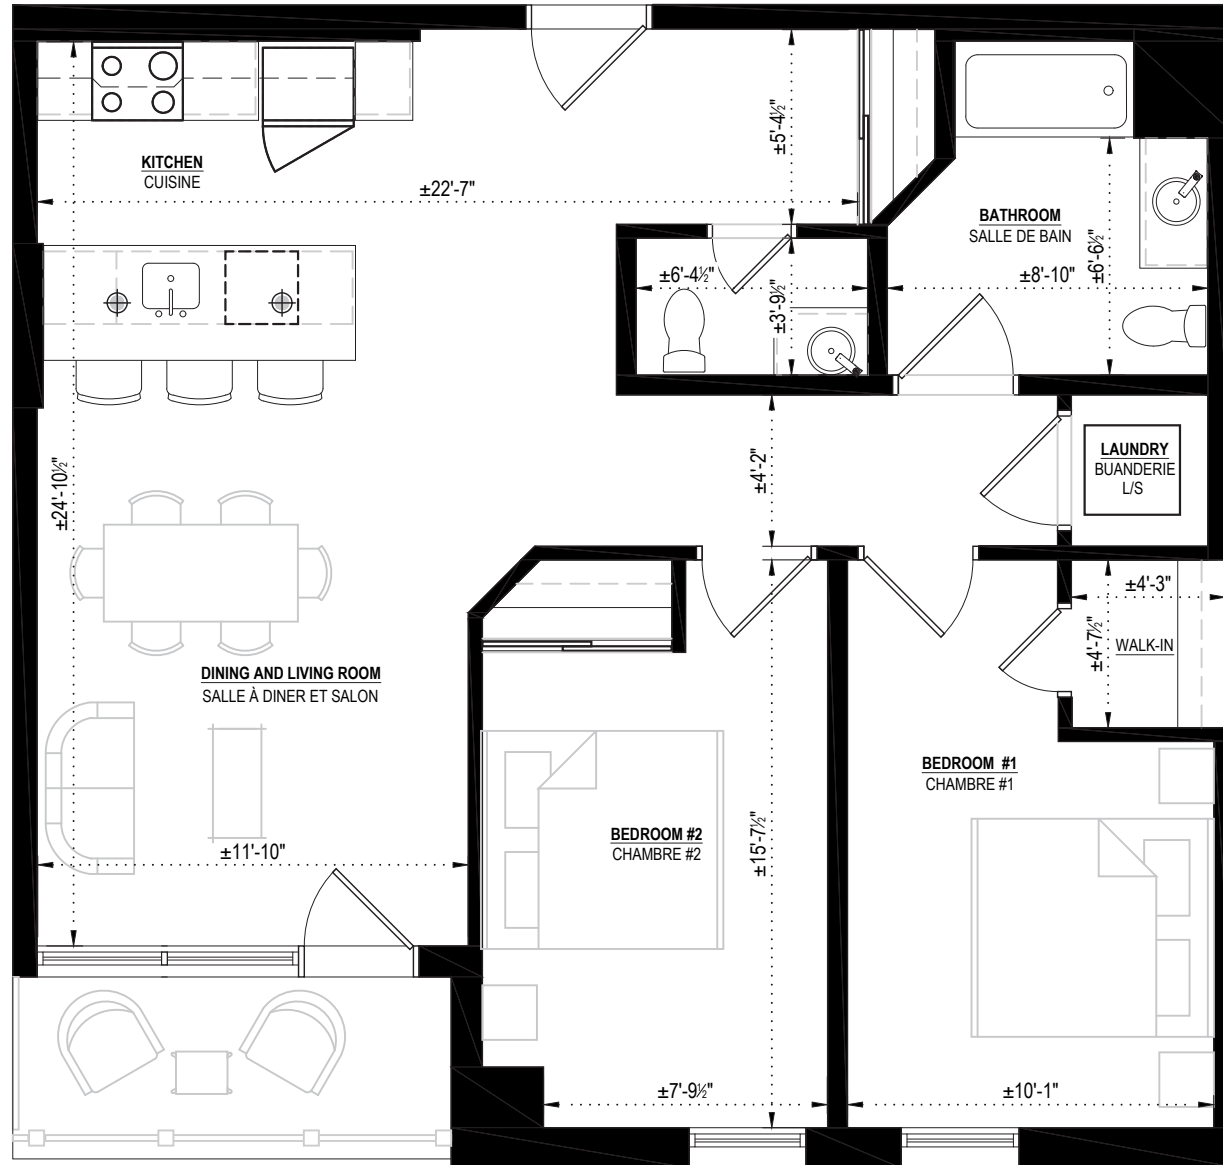 ±5'-4½"
KITCHEN
CUISINE
±22'-7"
BATHROOM
SALLE DE BAIN
±6'-6½"
±8'-10"
±6'-4½"
±3'-9½"
±24'-10½"
±4'-2"
LAUNDRY
BUANDERIE
L/S
±4'-3"
±4'-7½"
WALK-IN
DINING AND LIVING ROOM
SALLE À DINER ET SALON
BEDROOM #1
CHAMBRE #1
BEDROOM #2
CHAMBRE #2
±15'-7½"
±11'-10"
±7'-9½"
±10'-1"